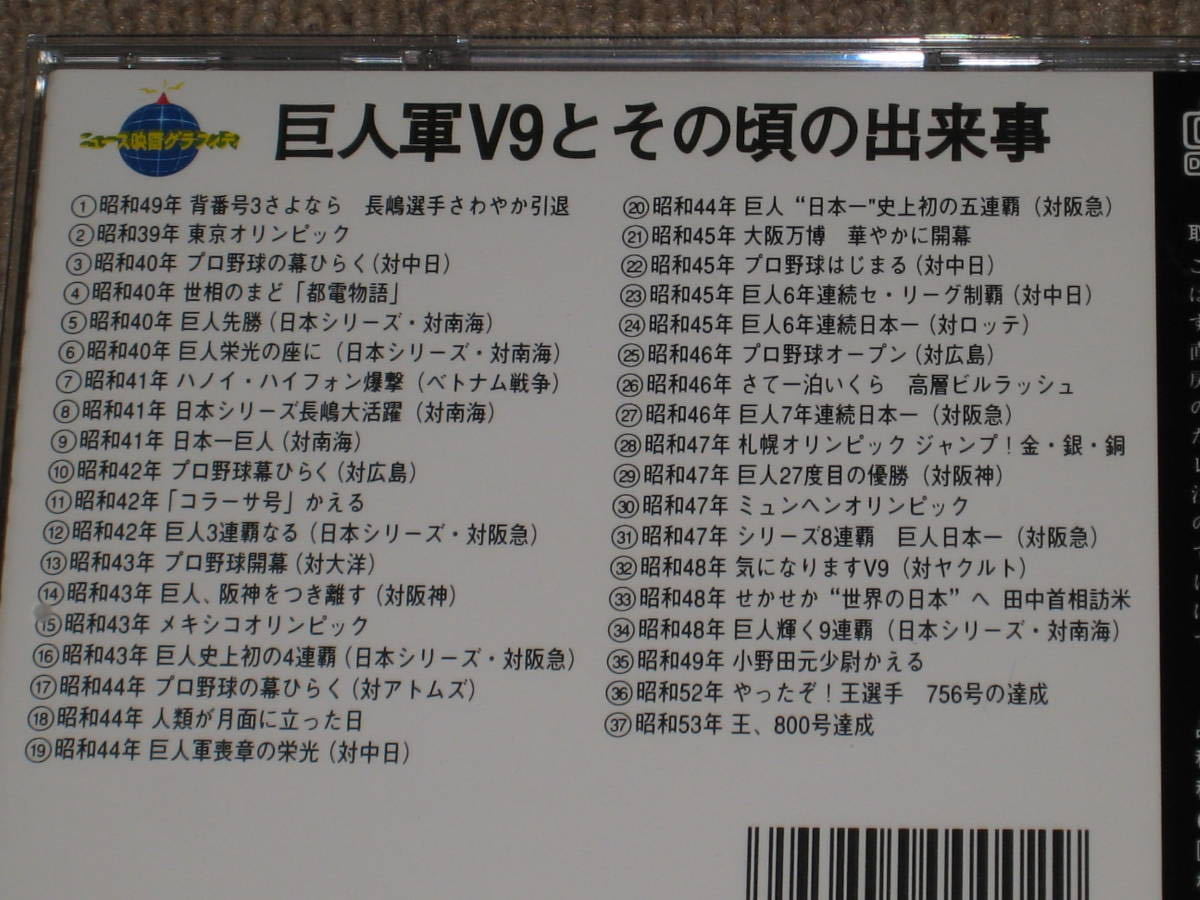 ニュース映画グラフィティ
巨人軍V9とその頃の出来事
①昭和49年 背番号3さよなら 長嶋選手さわやか引退
②昭和39年 東京オリンピック
③昭和40年 プロ野球の幕ひらく(対中日)
④昭和40年 世相のまど「都電物語」
⑤昭和40年 巨人先勝(日本シリーズ・対南海)
⑥昭和40年 巨人栄光の座に(日本シリーズ・対南海)
⑦昭和41年 ハノイ・ハイフォン爆撃(ベトナム戦争)
⑧昭和41年 日本シリーズ長嶋大活躍(対南海)
⑨昭和41年 日本一巨人(対南海)
⑩昭和42年 プロ野球幕ひらく(対広島)
⑪昭和42年「コラーサ号」かえる
⑫昭和42年 巨人3連覇なる(日本シリーズ・対阪急)
⑬昭和43年 プロ野球開幕(対大洋)
⑭昭和43年 巨人、阪神をつき離す(対阪神)
⑮昭和43年 メキシコオリンピック
⑯昭和43年 巨人史上初の4連覇(日本シリーズ・対阪急)
⑰昭和44年 プロ野球の幕ひらく(対アトムズ)
⑱昭和44年 人類が月面に立った日
⑲昭和44年 巨人軍喪章の栄光(対中日)
⑳昭和44年 巨人“日本一"史上初の五連覇(対阪急)
㉑昭和45年 大阪万博 華やかに開幕
㉒昭和45年 プロ野球はじまる(対中日)
㉓昭和45年 巨人6年連続セ・リーグ制覇(対中日)
㉔昭和45年 巨人6年連続日本一(対ロッテ)
㉕昭和46年 プロ野球オープン(対広島)
㉖昭和46年 さて一泊いくら 高層ビルラッシュ
㉗昭和46年 巨人7年連続日本一(対阪急)
㉘昭和47年 札幌オリンピック ジャンプ!金・銀・銅
㉙昭和47年 巨人27度目の優勝(対阪神)
㉚昭和47年 ミュンヘンオリンピック
㉛昭和47年 シリーズ8連覇 巨人日本一(対阪急)
㉜昭和48年 気になりますV9(対ヤクルト)
㉝昭和48年 せかせか“世界の日本”へ 田中首相訪米
㉞昭和48年 巨人輝く9連覇(日本シリーズ・対南海)
㉟昭和49年 小野田元少尉かえる
㊱昭和52年 やったぞ!王選手 756号の達成
㊲昭和53年 王、800号達成